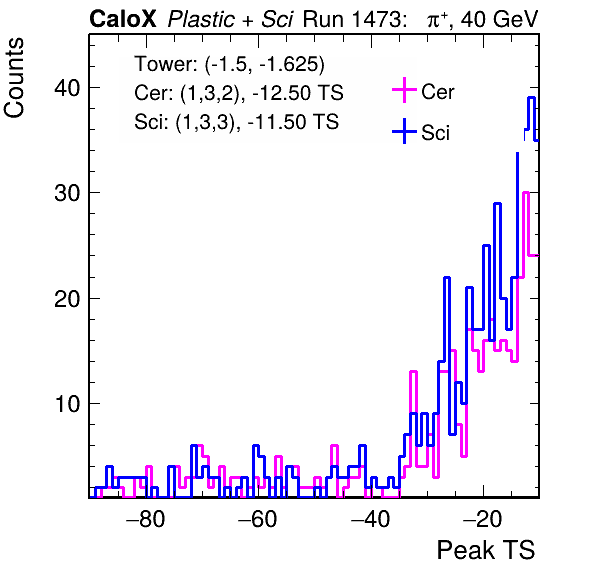 CaloX Plastic + Sci Run 1473: π⁺, 40 GeV
Counts
Tower: (-1.5, -1.625)
Cer: (1,3,2), -12.50 TS
Sci: (1,3,3), -11.50 TS
Cer
Sci
40
30
20
10
−80 −60 −40 −20
Peak TS